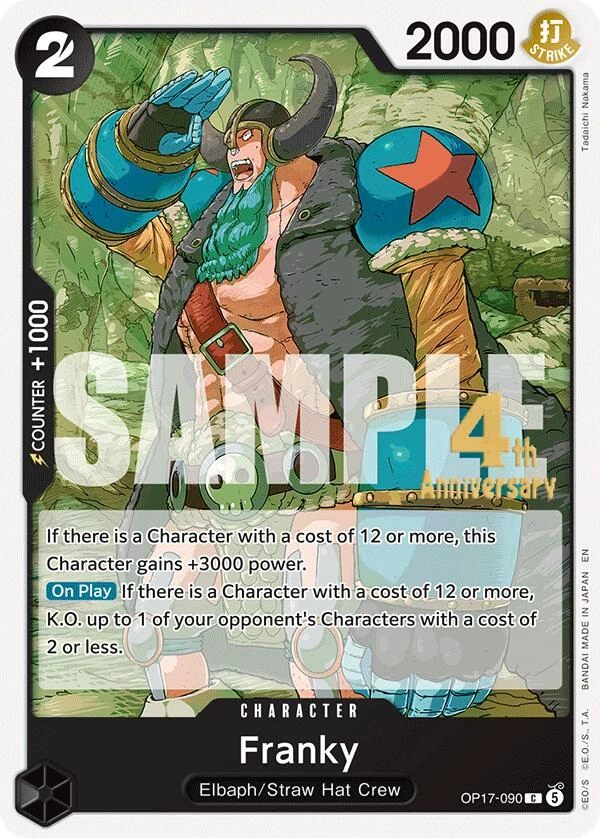 2
2000
打
STRIKE
Tadaichi Nakama
COUNTER +1000
SAMPLE
4th
Anniversary
If there is a Character with a cost of 12 or more, this
Character gains +3000 power.
On Play If there is a Character with a cost of 12 or more,
K.O. up to 1 of your opponent's Characters with a cost of
2 or less.
CHARACTER
Franky
Elbaph/Straw Hat Crew
OP17-090 C 5
©E.O/S ©E.O./S., T.A. BANDAI MADE IN JAPAN EN